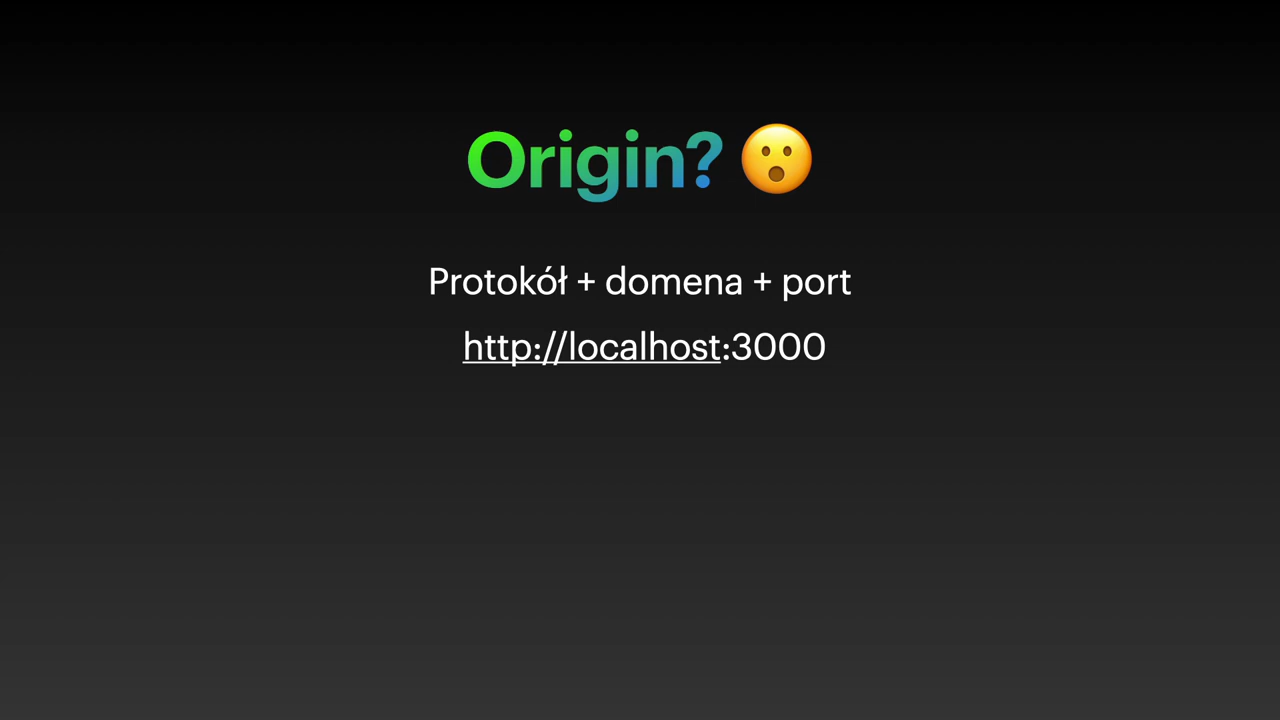 Origin? 😮
Protokół + domena + port
http://localhost:3000